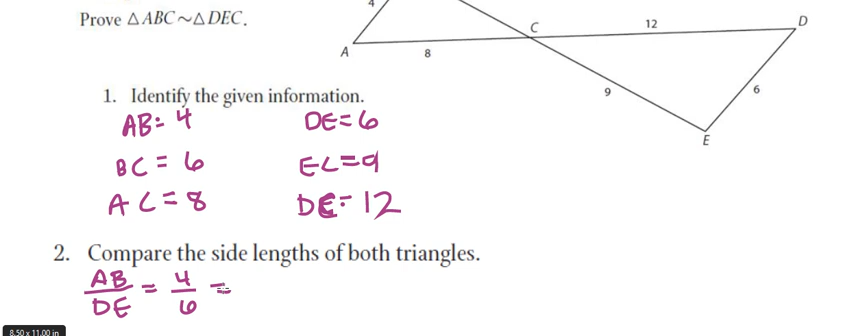 Prove △ABC~△DEC.
4
A
8
C
12
D
9
6
E
1. Identify the given information.
AB = 4 DE = 6
BC = 6 EC = 9
AC = 8 DC = 12
2. Compare the side lengths of both triangles.
AB/DE = 4/6 =
8.50 x 11.00 in